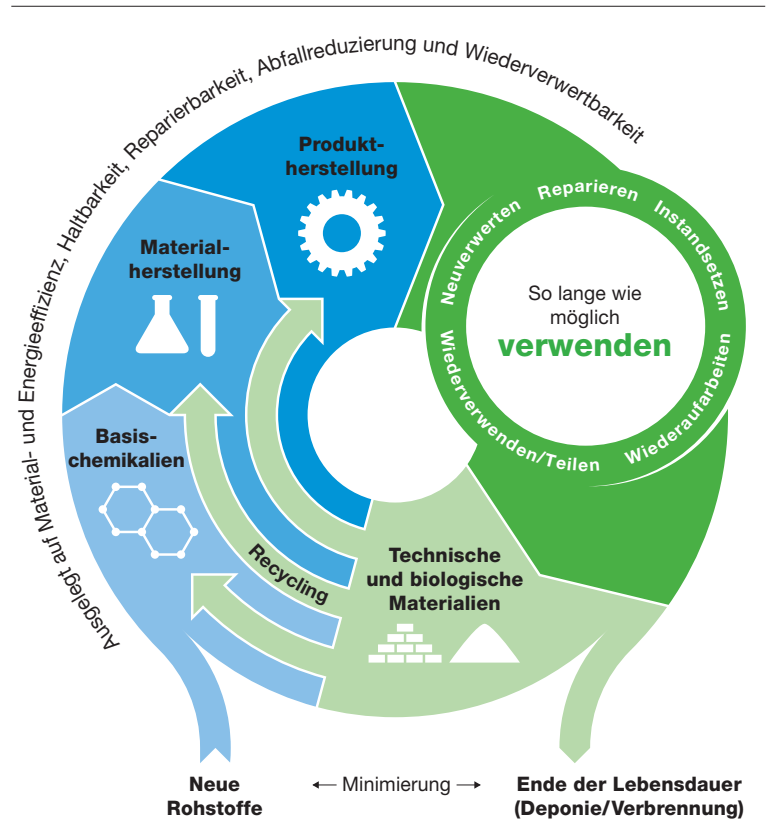 Ausgelegt auf Material- und Energieeffizienz, Haltbarkeit, Reparierbarkeit, Abfallreduzierung und Wiederverwertbarkeit
Produkt-
herstellung
Material-
herstellung
Basis-
chemikalien
Neuverwerten
Reparieren
Instandsetzen
Wiederaufarbeiten
Wiederverwenden/Teilen
So lange wie
möglich
verwenden
Recycling
Technische
und biologische
Materialien
Neue
Rohstoffe
← Minimierung →
Ende der Lebensdauer
(Deponie/Verbrennung)